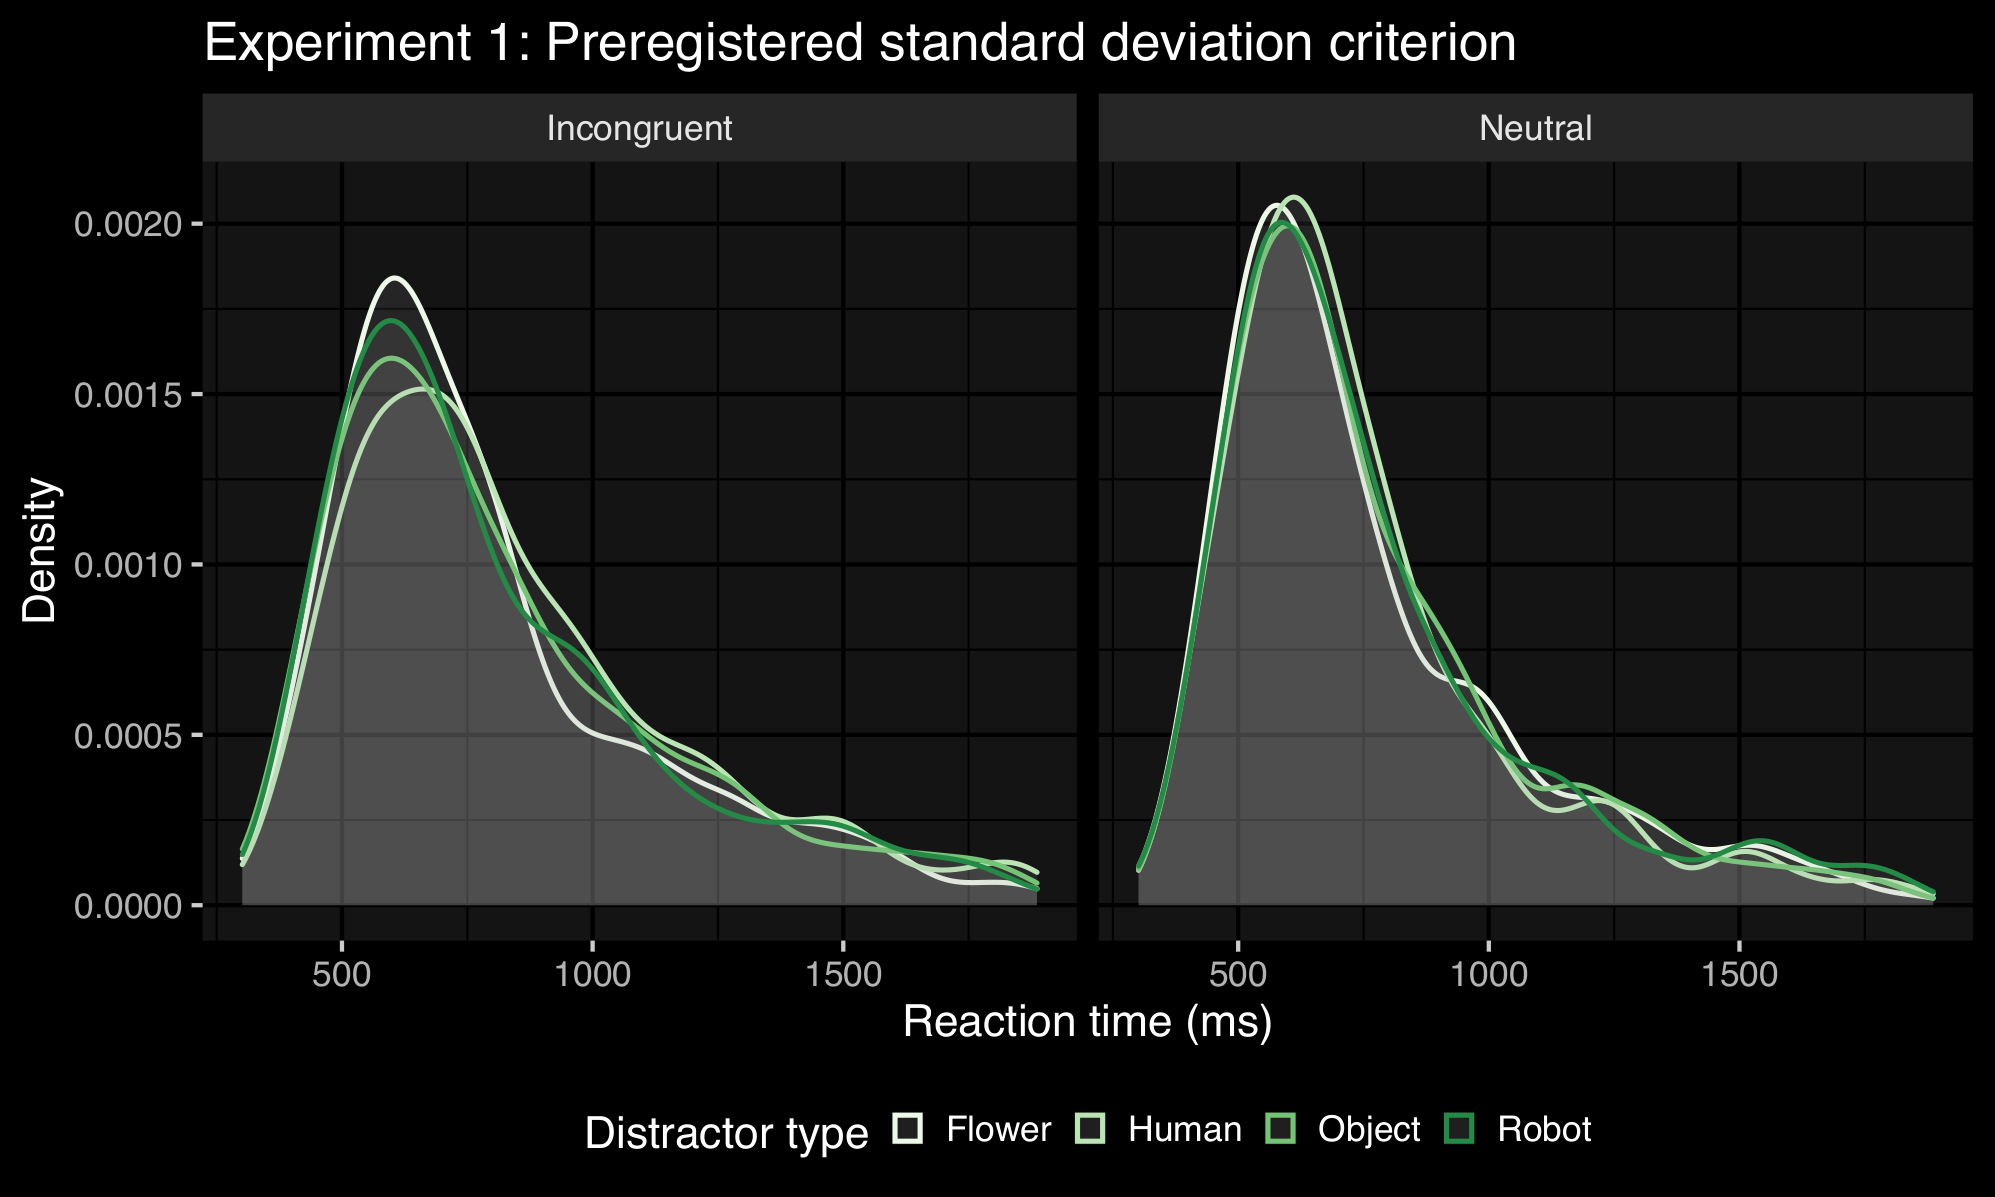 Experiment 1: Preregistered standard deviation criterion
Incongruent
Neutral
Density
0.0020
0.0015
0.0010
0.0005
0.0000
500 1000 1500
500 1000 1500
Reaction time (ms)
Distractor type Flower Human Object Robot